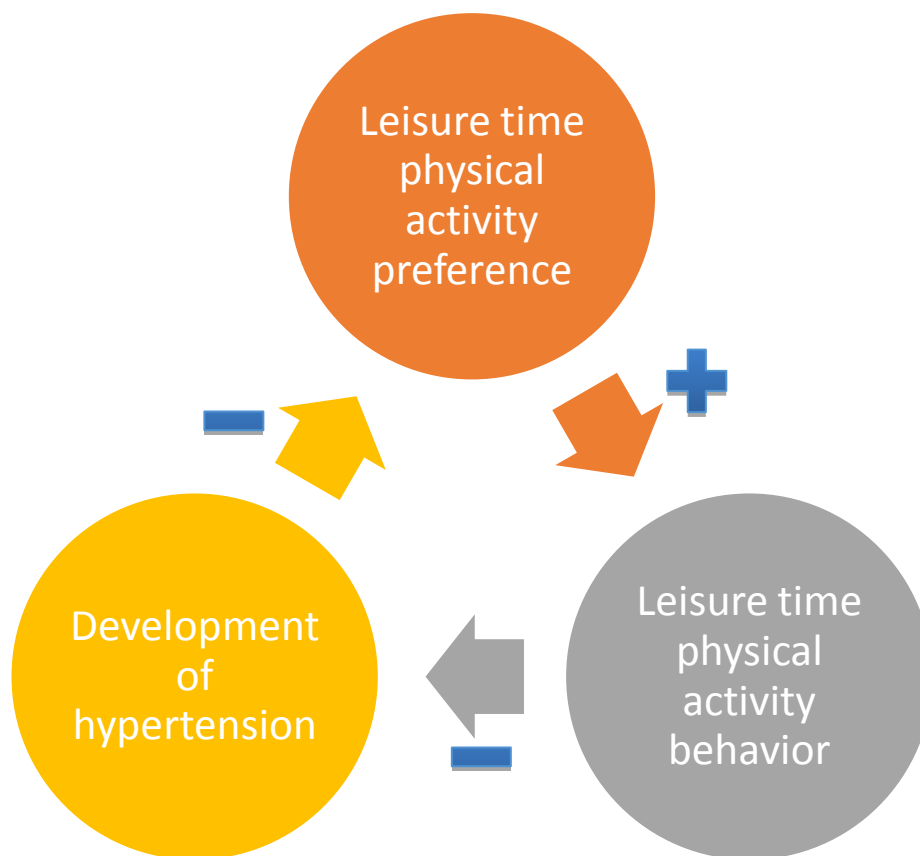 Leisure time
physical
activity
preference
Leisure time
physical
activity
behavior
Development
of
hypertension